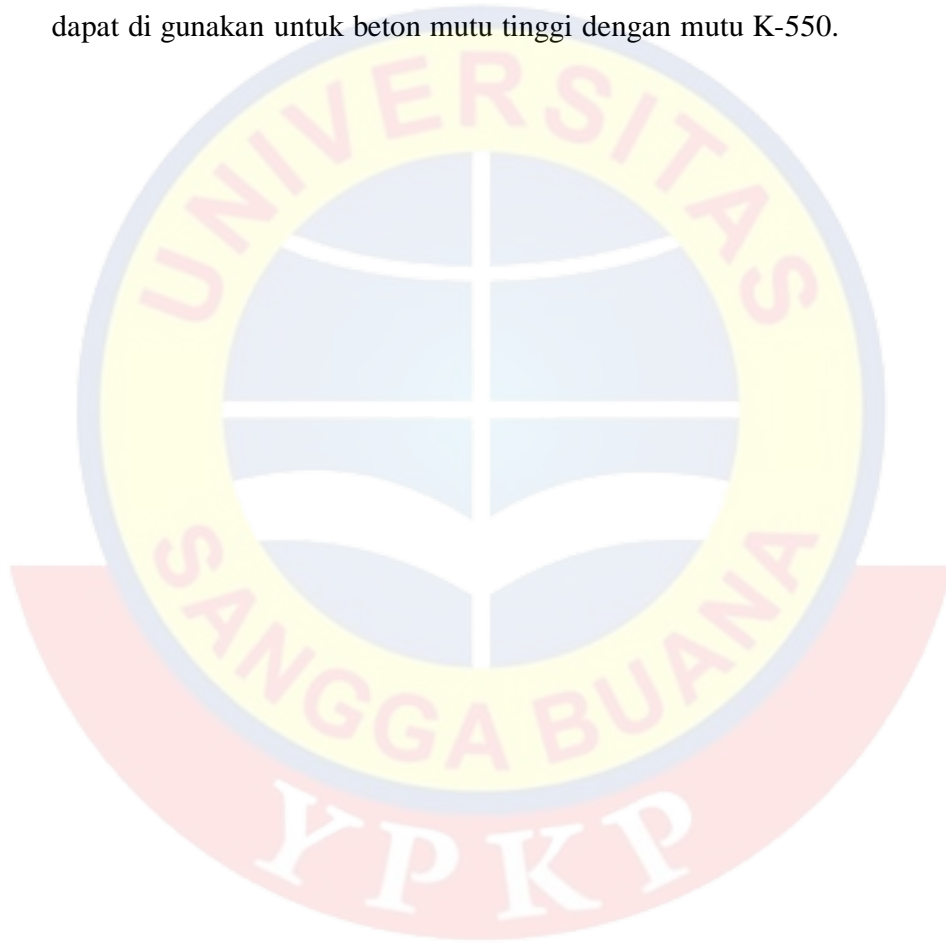 dapat di gunakan untuk beton mutu tinggi dengan mutu K-550.
UNIVERSITAS
SANGGA BUANA
YPKP